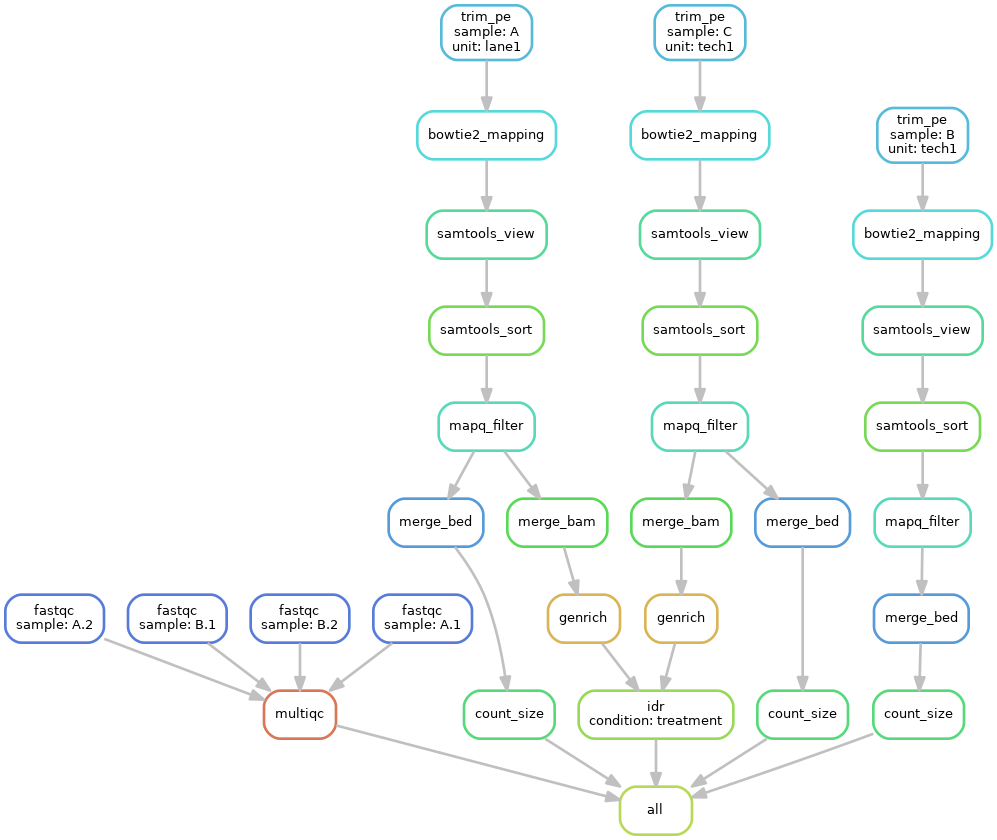 trim_pe
sample: A
unit: lane1
trim_pe
sample: C
unit: tech1
trim_pe
sample: B
unit: tech1
bowtie2_mapping
bowtie2_mapping
bowtie2_mapping
samtools_view
samtools_view
samtools_view
samtools_sort
samtools_sort
samtools_sort
mapq_filter
mapq_filter
mapq_filter
merge_bed
merge_bam
merge_bam
merge_bed
merge_bed
fastqc
sample: A.2
fastqc
sample: B.1
fastqc
sample: B.2
fastqc
sample: A.1
genrich
genrich
multiqc
count_size
idr
condition: treatment
count_size
count_size
all